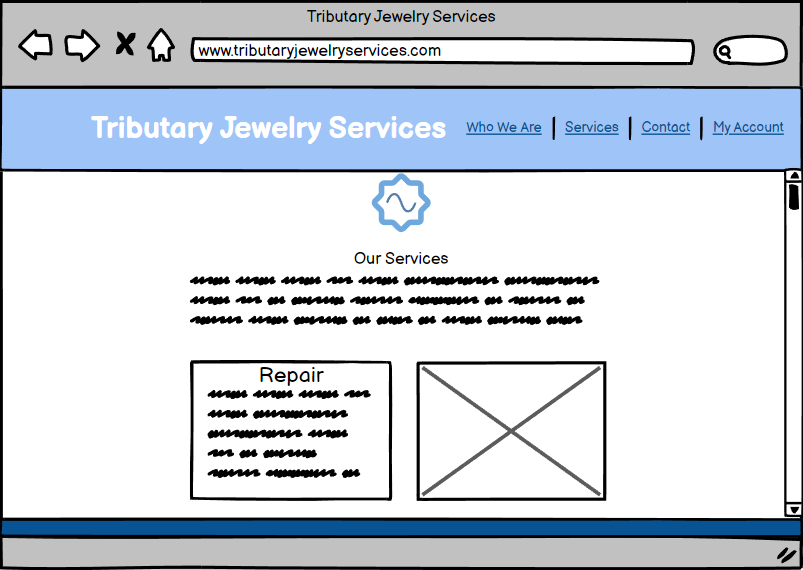 Tributary Jewelry Services
www.tributaryjewelryservices.com
Tributary Jewelry Services Who We Are Services Contact My Account
Our Services
Repair